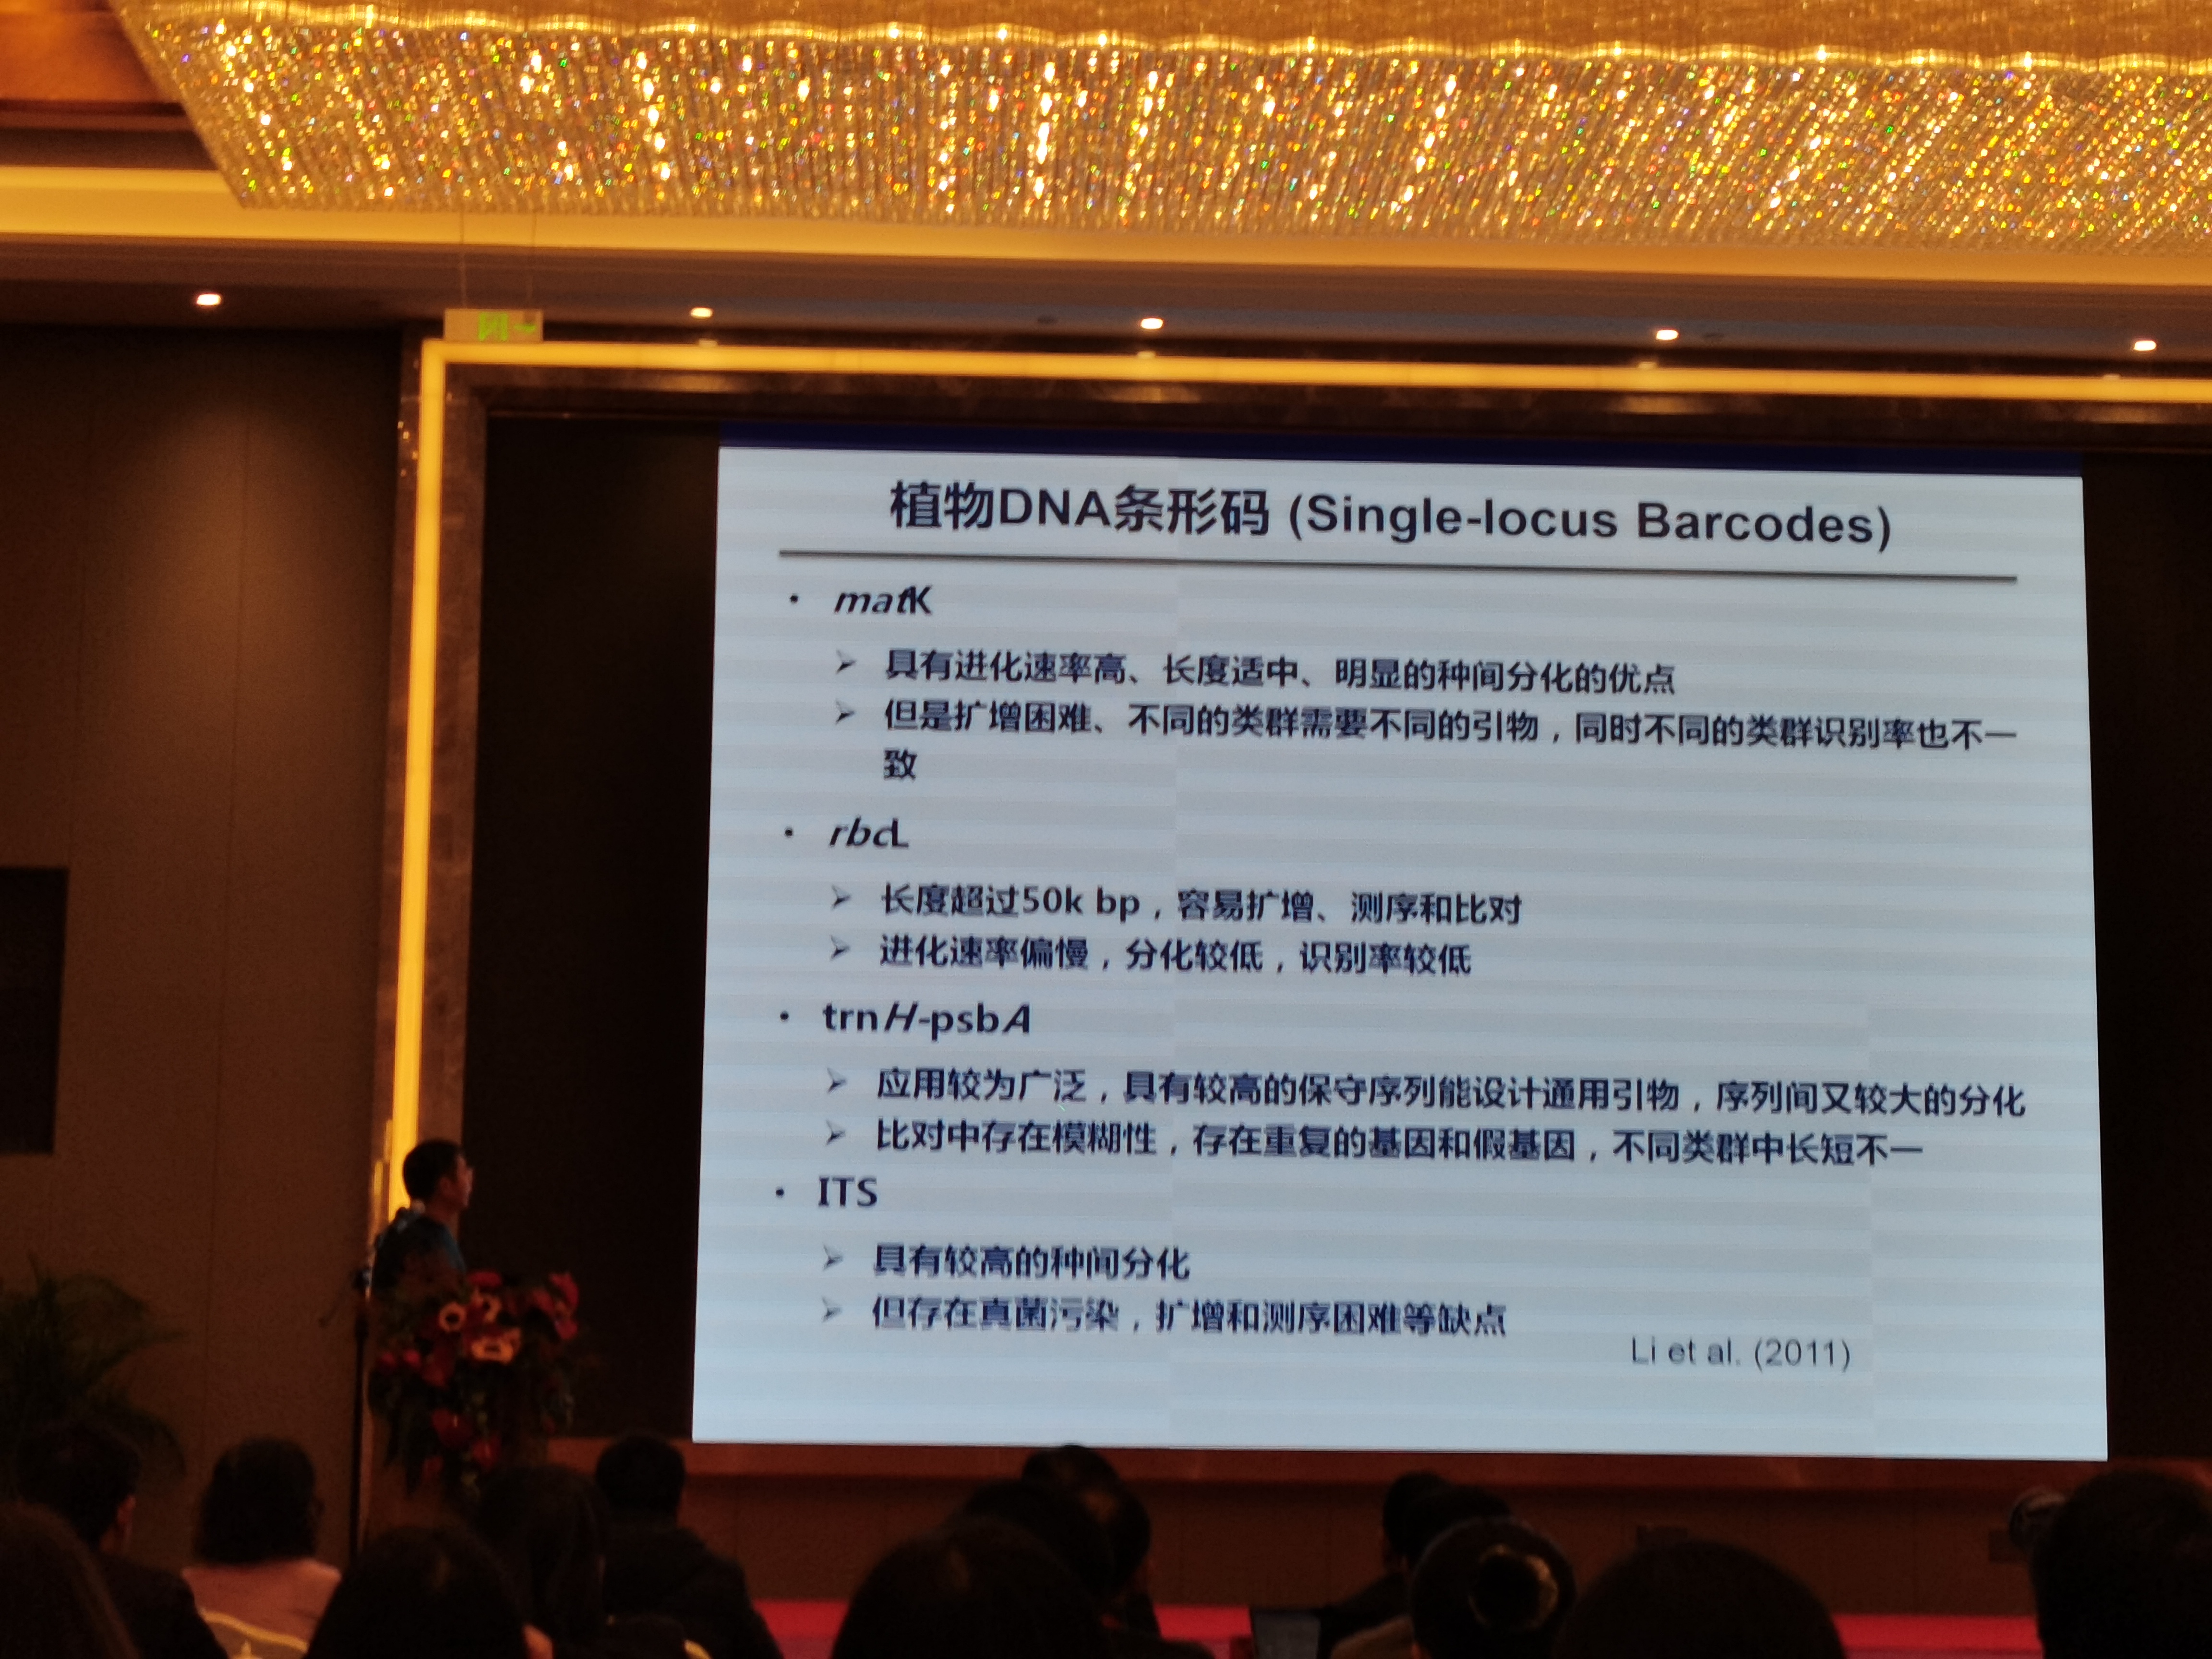 植物DNA条形码 (Single-locus Barcodes)
• matK
➢ 具有进化速率高、长度适中、明显的种间分化的优点
➢ 但是扩增困难、不同的类群需要不同的引物，同时不同的类群识别率也不一
致
• rbcL
➢ 长度超过50k bp，容易扩增、测序和比对
➢ 进化速率偏慢，分化较低，识别率较低
• trnH-psbA
➢ 应用较为广泛，具有较高的保守序列能设计通用引物，序列间又较大的分化
➢ 比对中存在模糊性，存在重复的基因和假基因，不同类群中长短不一
• ITS
➢ 具有较高的种间分化
➢ 但存在真菌污染，扩增和测序困难等缺点
Li et al. (2011)